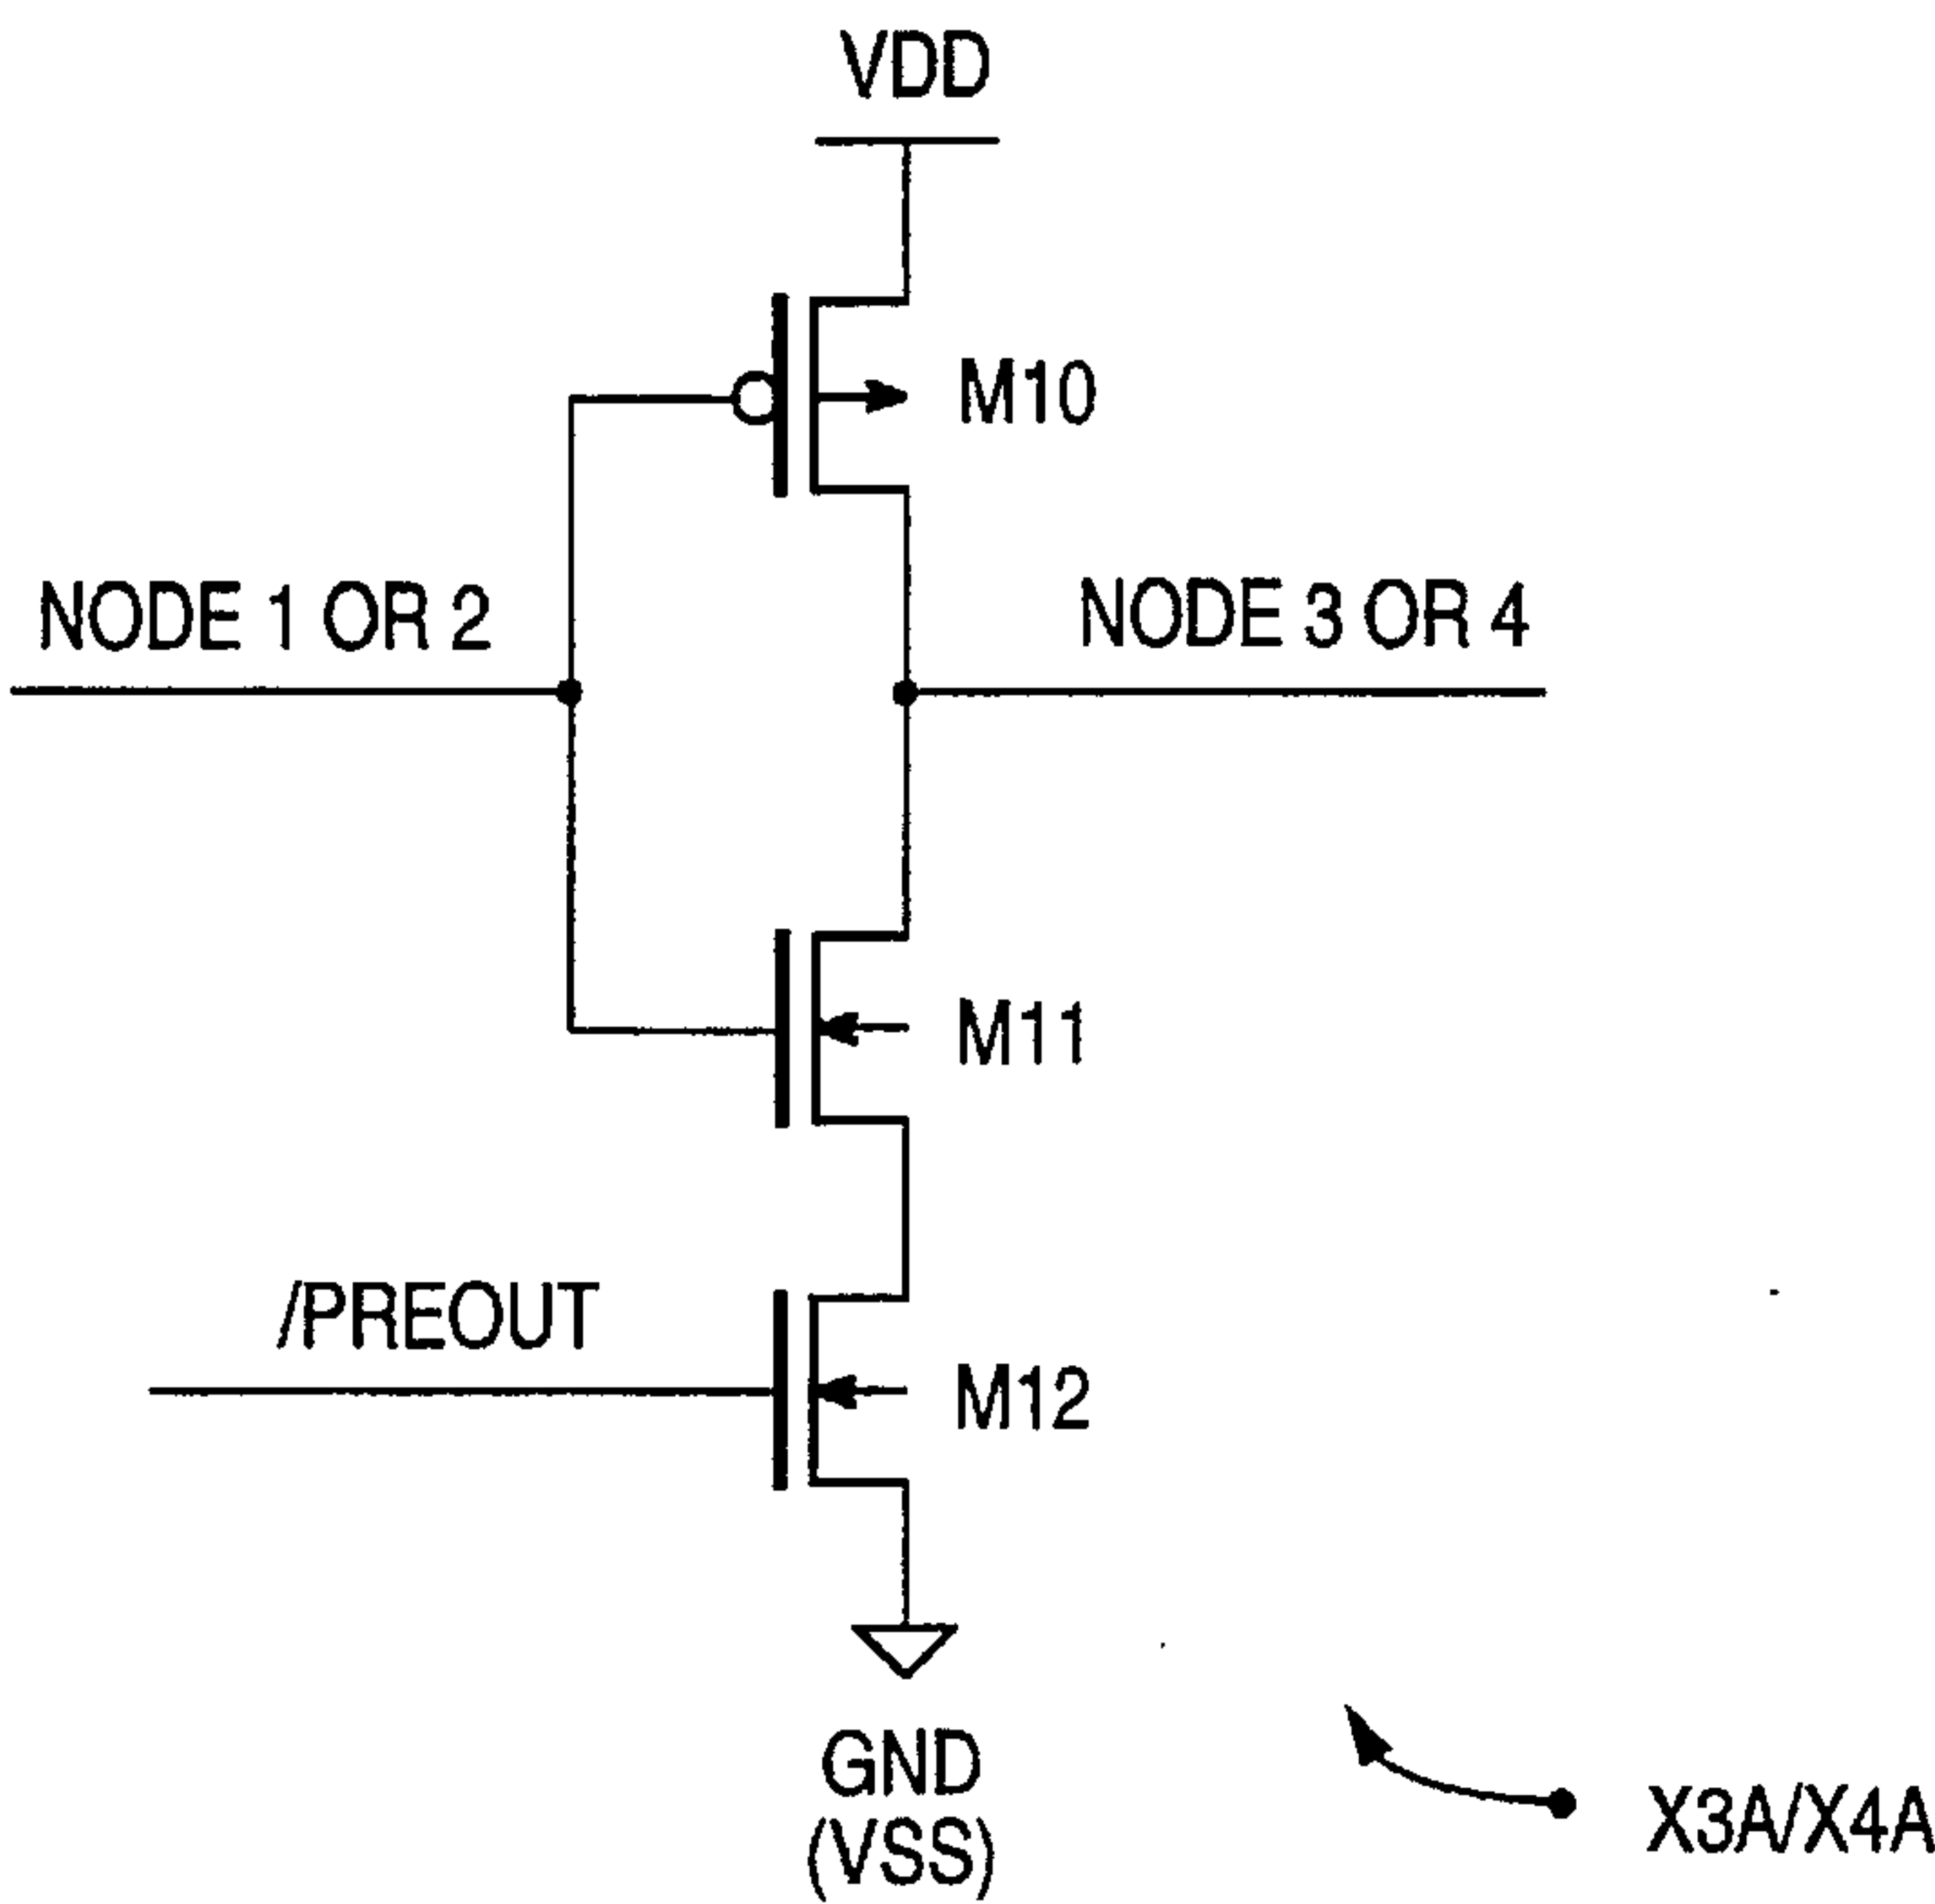 VDD
M10
NODE 1 OR 2
NODE 3 OR 4
M11
/PREOUT
M12
GND
(VSS)
X3A/X4A